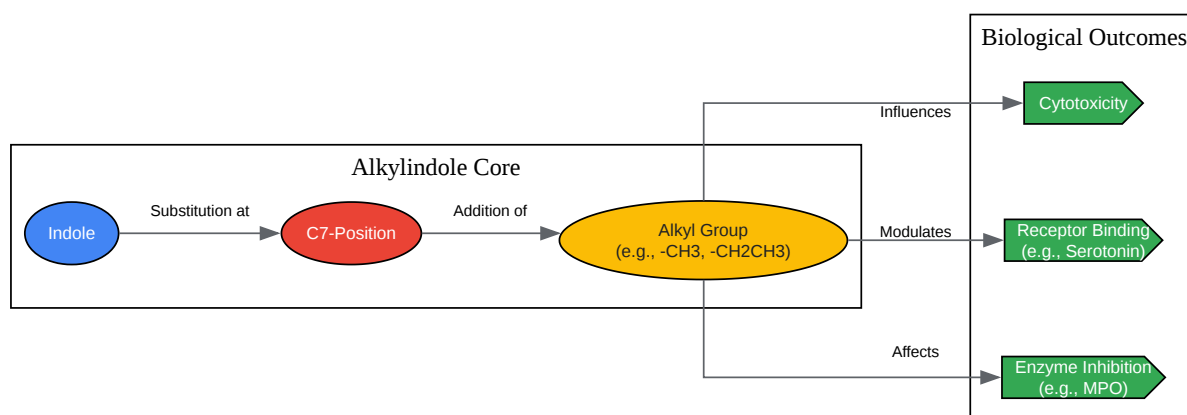 Biological Outcomes
Cytotoxicity
Influences
Alkylindole Core
Indole
Substitution at
C7-Position
Addition of
Alkyl Group
(e.g., -CH3, -CH2CH3)
Modulates
Receptor Binding
(e.g., Serotonin)
Affects
Enzyme Inhibition
(e.g., MPO)